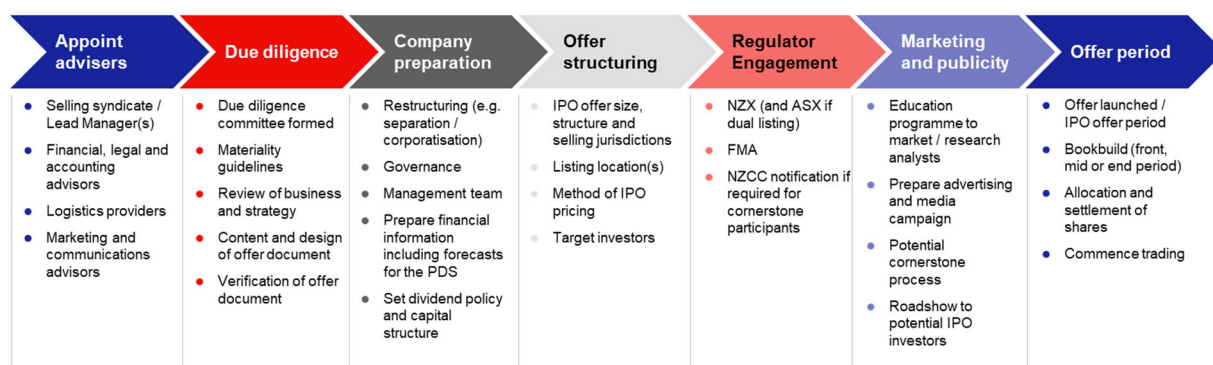 Appoint
advisers
Due diligence
Company
preparation
Offer
structuring
Regulator
Engagement
Marketing
and publicity
Offer period
Selling syndicate /
Lead Manager(s)
Financial, legal and
accounting
advisors
Logistics providers
Marketing and
communications
advisors
Due diligence
committee formed
Materiality
guidelines
Review of business
and strategy
Content and design
of offer document
Verification of offer
document
Restructuring (e.g.
separation /
corporatisation)
Governance
Management team
Prepare financial
information
including forecasts
for the PDS
Set dividend policy
and capital
structure
IPO offer size,
structure and
selling jurisdictions
Listing location(s)
Method of IPO
pricing
Target investors
NZX (and ASX if
dual listing)
FMA
NZCC notification if
required for
cornerstone
participants
Education
programme to
market / research
analysts
Prepare advertising
and media
campaign
Potential
cornerstone
process
Roadshow to
potential IPO
investors
Offer launched /
IPO offer period
Bookbuild (front,
mid or end period)
Allocation and
settlement of
shares
Commence trading